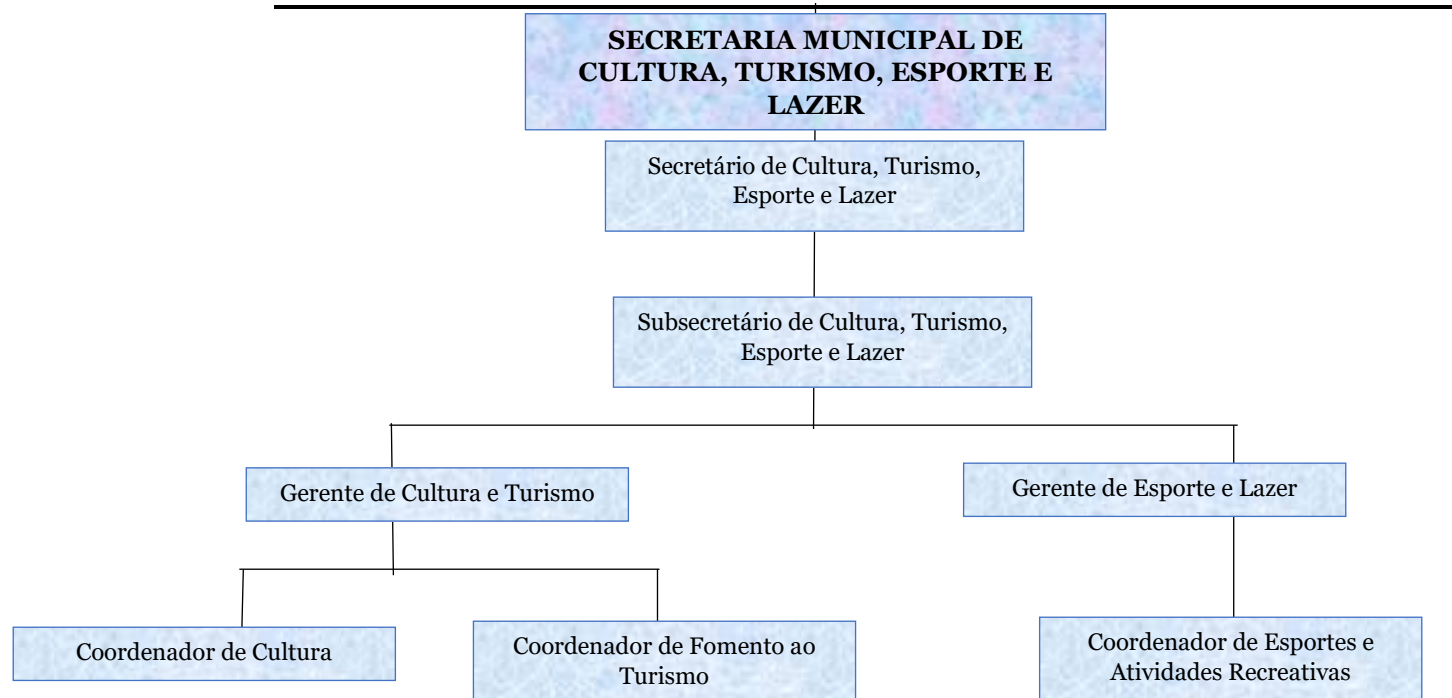 SECRETARIA MUNICIPAL DE
CULTURA, TURISMO, ESPORTE E
LAZER
Secretário de Cultura, Turismo,
Esporte e Lazer
Subsecretário de Cultura, Turismo,
Esporte e Lazer
Gerente de Cultura e Turismo
Gerente de Esporte e Lazer
Coordenador de Cultura
Coordenador de Fomento ao
Turismo
Coordenador de Esportes e
Atividades Recreativas